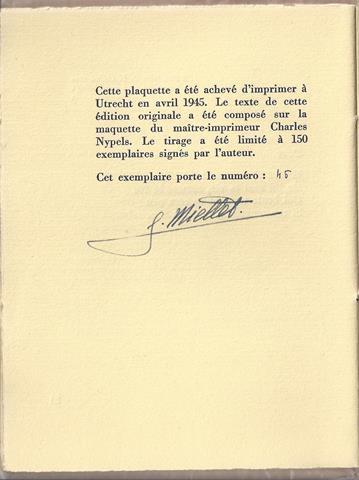 Cette plaquette a été achevé d'imprimer à
Utrecht en avril 1945. Le texte de cette
édition originale a été composé sur la
maquette du maître-imprimeur Charles
Nypels. Le tirage a été limité à 150
exemplaires signés par l'auteur.
Cet exemplaire porte le numéro : 45
G. Miellet.